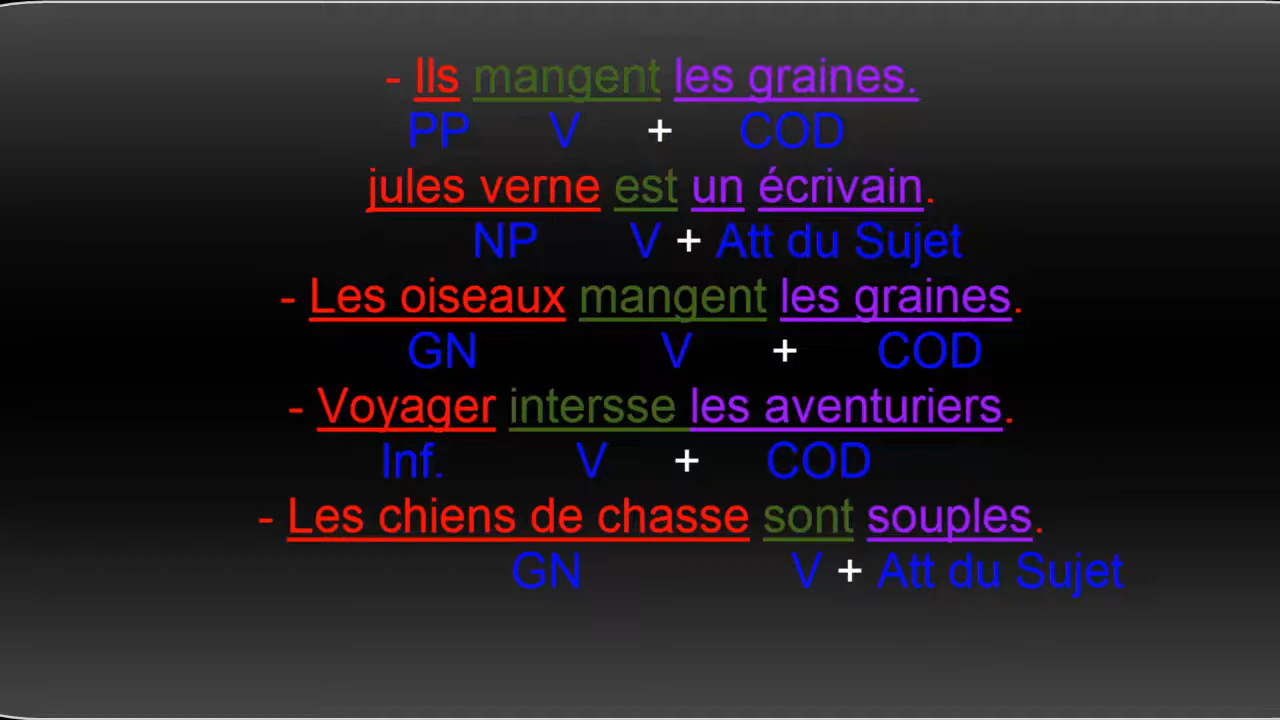 - Ils mangent les graines.
PP V + COD
jules verne est un écrivain.
NP V + Att du Sujet
- Les oiseaux mangent les graines.
GN V + COD
- Voyager intersse les aventuriers.
Inf. V + COD
- Les chiens de chasse sont souples.
GN V + Att du Sujet